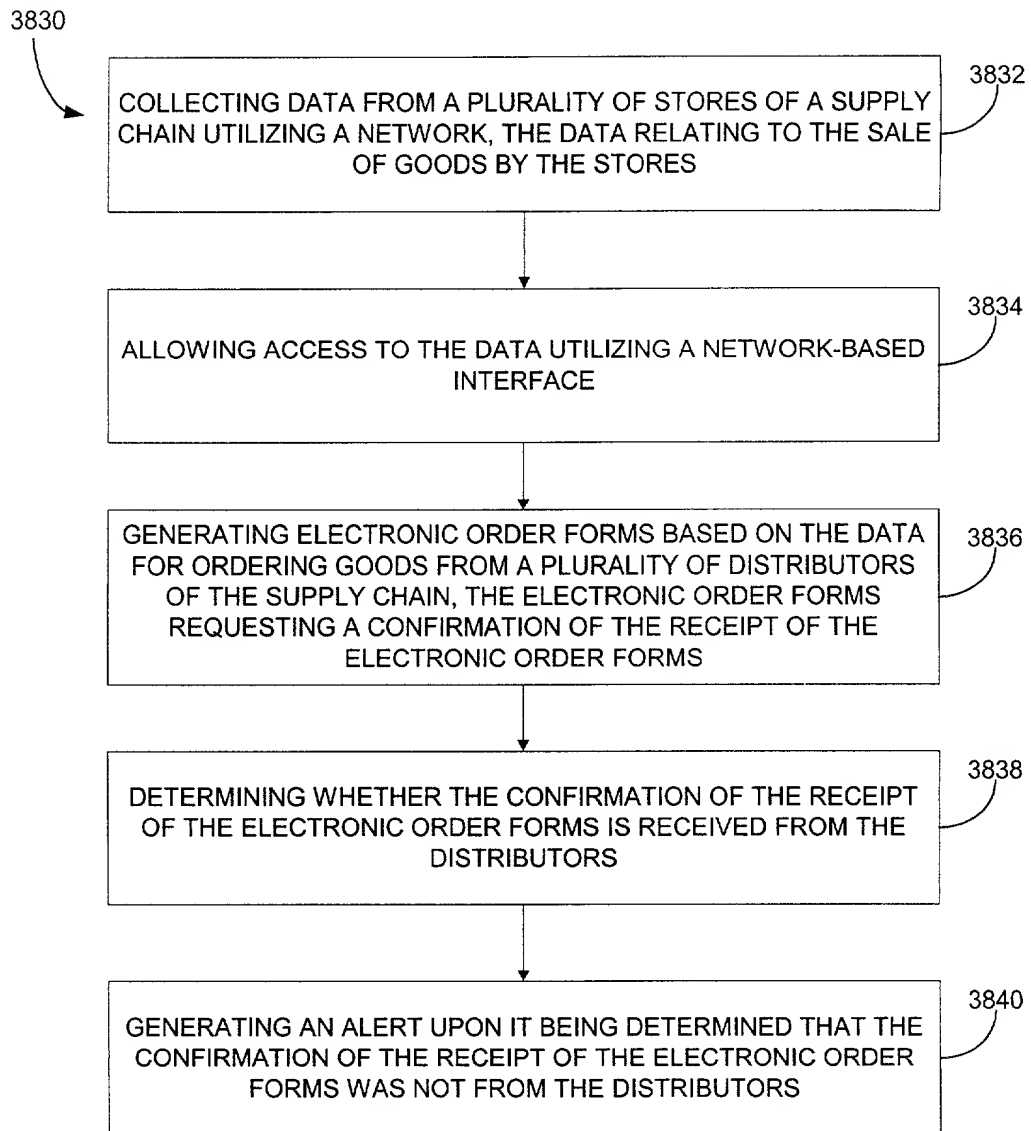 3830
3832
COLLECTING DATA FROM A PLURALITY OF STORES OF A SUPPLY
CHAIN UTILIZING A NETWORK, THE DATA RELATING TO THE SALE
OF GOODS BY THE STORES
3834
ALLOWING ACCESS TO THE DATA UTILIZING A NETWORK-BASED
INTERFACE
3836
GENERATING ELECTRONIC ORDER FORMS BASED ON THE DATA
FOR ORDERING GOODS FROM A PLURALITY OF DISTRIBUTORS
OF THE SUPPLY CHAIN, THE ELECTRONIC ORDER FORMS
REQUESTING A CONFIRMATION OF THE RECEIPT OF THE
ELECTRONIC ORDER FORMS
3838
DETERMINING WHETHER THE CONFIRMATION OF THE RECEIPT
OF THE ELECTRONIC ORDER FORMS IS RECEIVED FROM THE
DISTRIBUTORS
3840
GENERATING AN ALERT UPON IT BEING DETERMINED THAT THE
CONFIRMATION OF THE RECEIPT OF THE ELECTRONIC ORDER
FORMS WAS NOT FROM THE DISTRIBUTORS